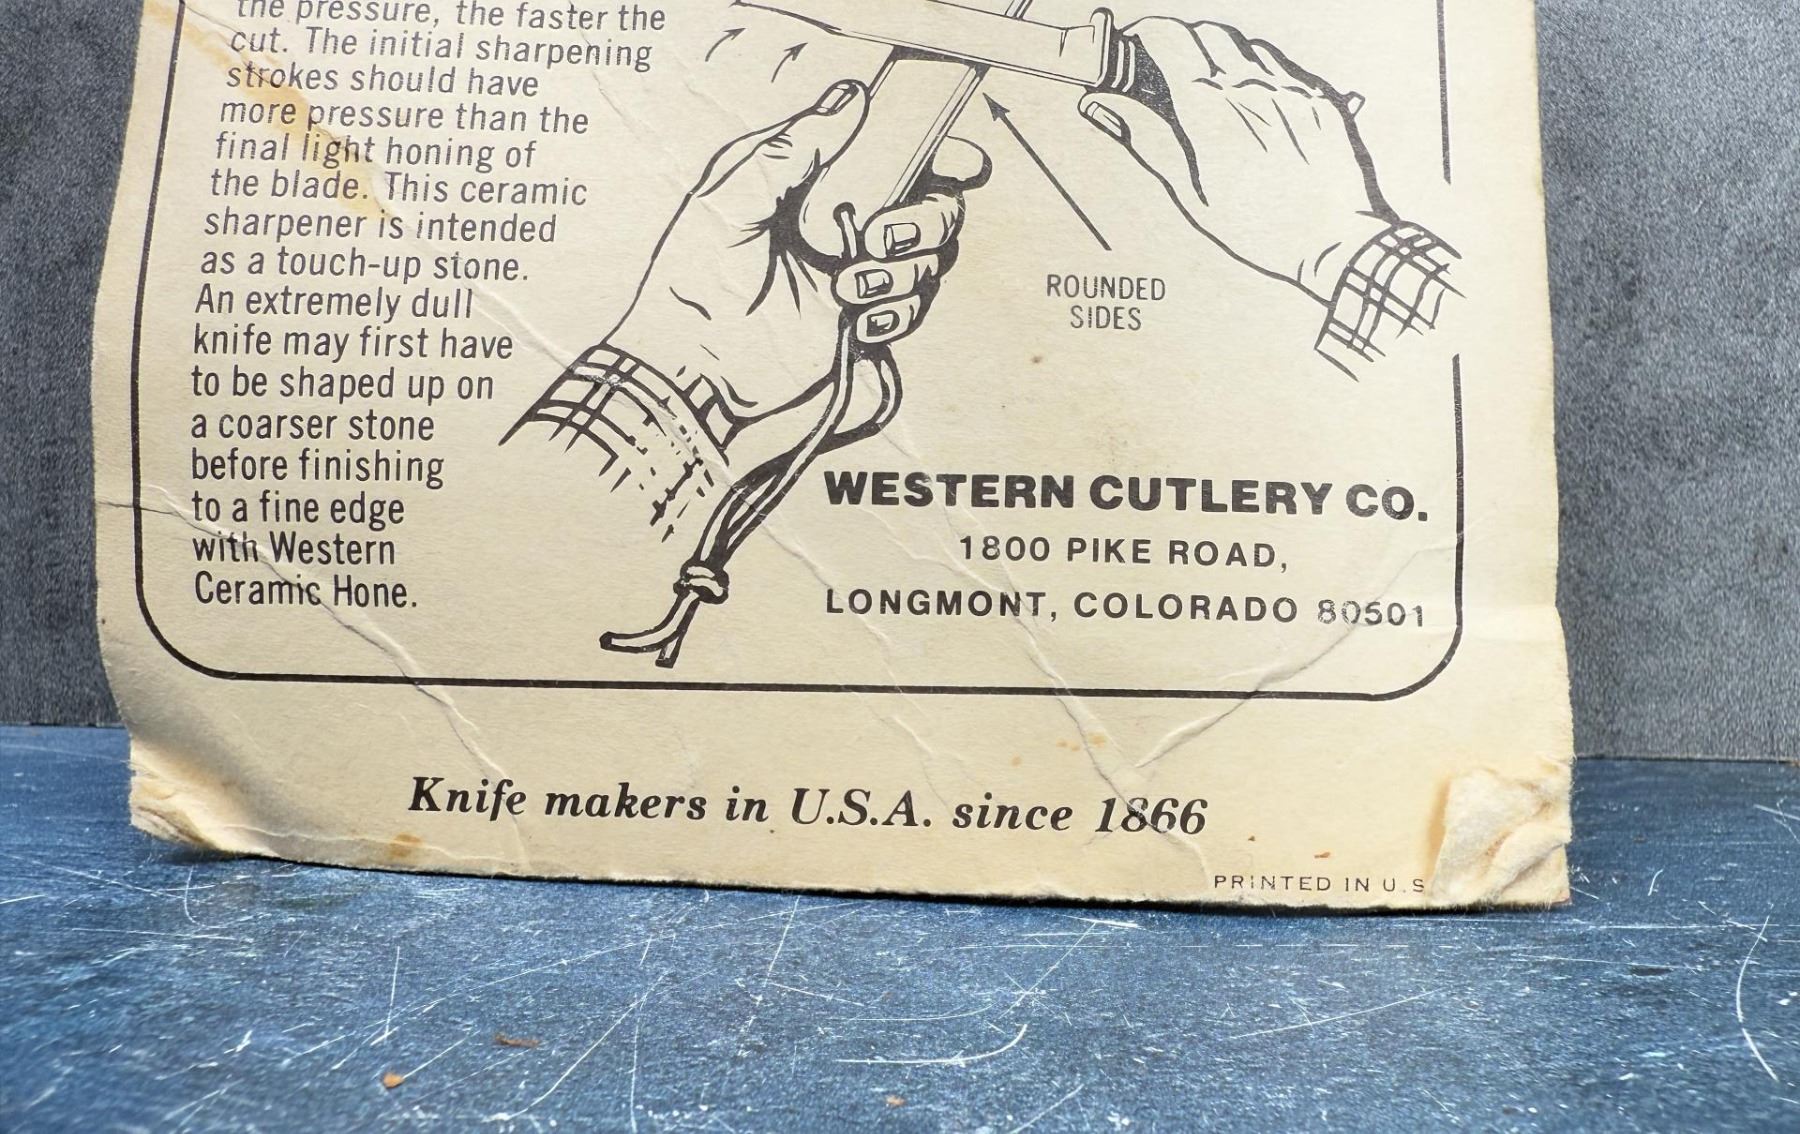 the pressure, the faster the
cut. The initial sharpening
strokes should have
more pressure than the
final light honing of
the blade. This ceramic
sharpener is intended
as a touch-up stone.
An extremely dull
knife may first have
to be shaped up on
a coarser stone
before finishing
to a fine edge
with Western
Ceramic Hone.
ROUNDED
SIDES
WESTERN CUTLERY CO.
1800 PIKE ROAD,
LONGMONT, COLORADO 80501
Knife makers in U.S.A. since 1866
PRINTED IN U.S